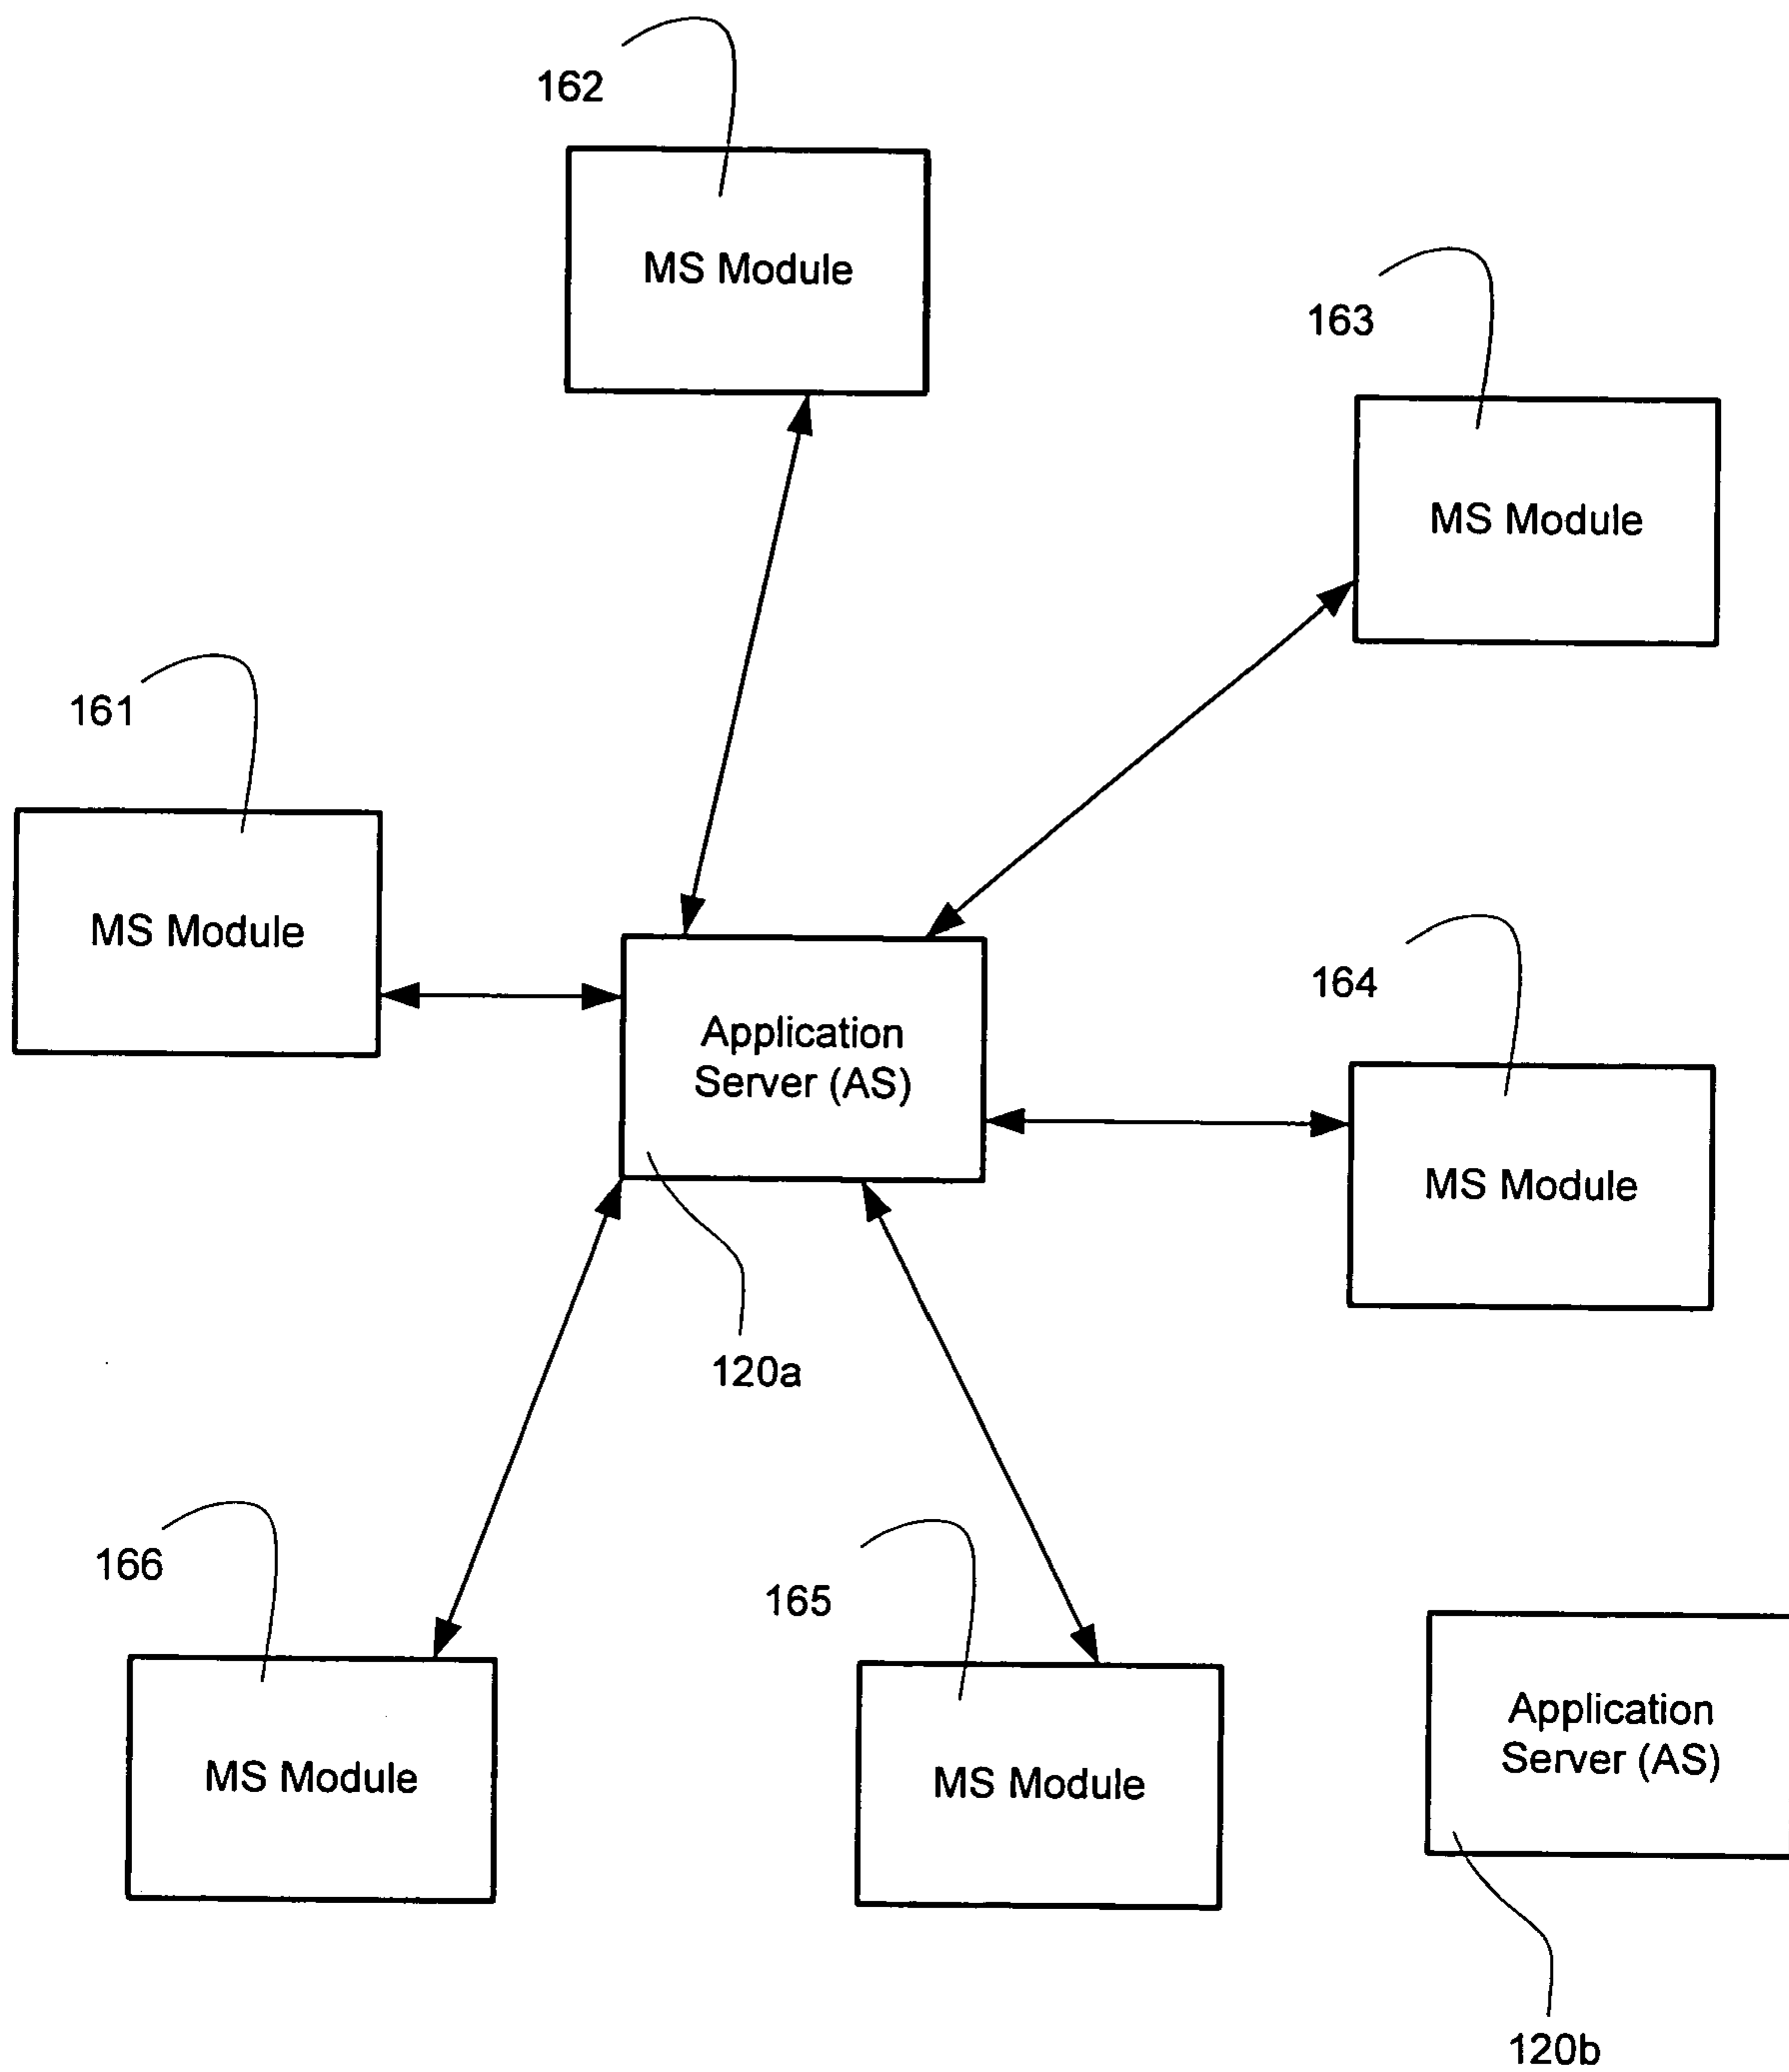 162
MS Module
163
MS Module
161
MS Module
164
Application
Server (AS)
MS Module
120a
166
165
MS Module
MS Module
Application
Server (AS)
120b